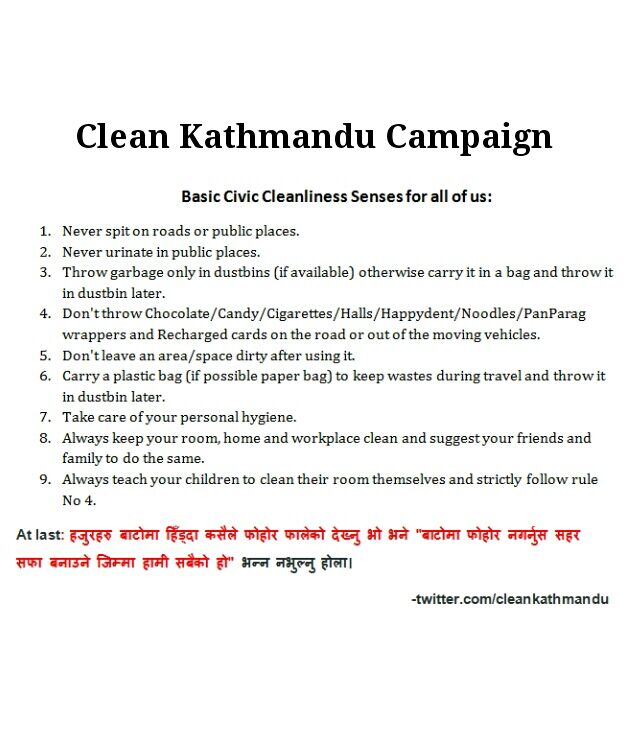 Clean Kathmandu Campaign
Basic Civic Cleanliness Senses for all of us:
1. Never spit on roads or public places.
2. Never urinate in public places.
3. Throw garbage only in dustbins (if available) otherwise carry it in a bag and throw it
in dustbin later.
4. Don't throw Chocolate/Candy/Cigarettes/Halls/Happydent/Noodles/PanParag
wrappers and Recharged cards on the road or out of the moving vehicles.
5. Don't leave an area/space dirty after using it.
6. Carry a plastic bag (if possible paper bag) to keep wastes during travel and throw it
in dustbin later.
7. Take care of your personal hygiene.
8. Always keep your room, home and workplace clean and suggest your friends and
family to do the same.
9. Always teach your children to clean their room themselves and strictly follow rule
No 4.
At last: हजुरहरु बाटोमा हिँड्दा कसैले फोहोर फालेको देख्नु भो भने "बाटोमा फोहोर नगर्नुस सहर
सफा बनाउने जिम्मा हामी सबैको हो" भन्न नभुल्नु होला।
-twitter.com/cleankathmandu